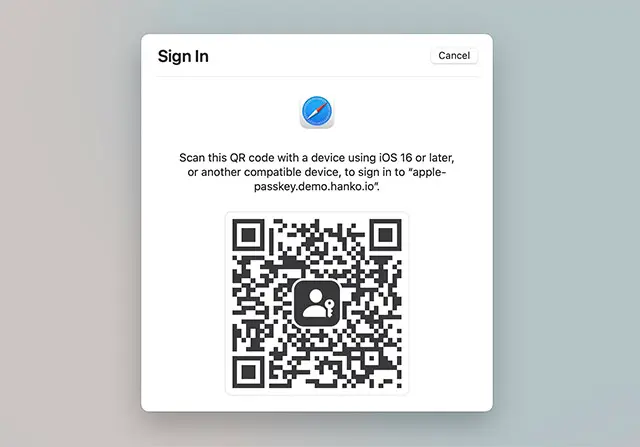 Sign In
Cancel
Scan this QR code with a device using iOS 16 or later,
or another compatible device, to sign in to “apple-
passkey.demo.hanko.io”.